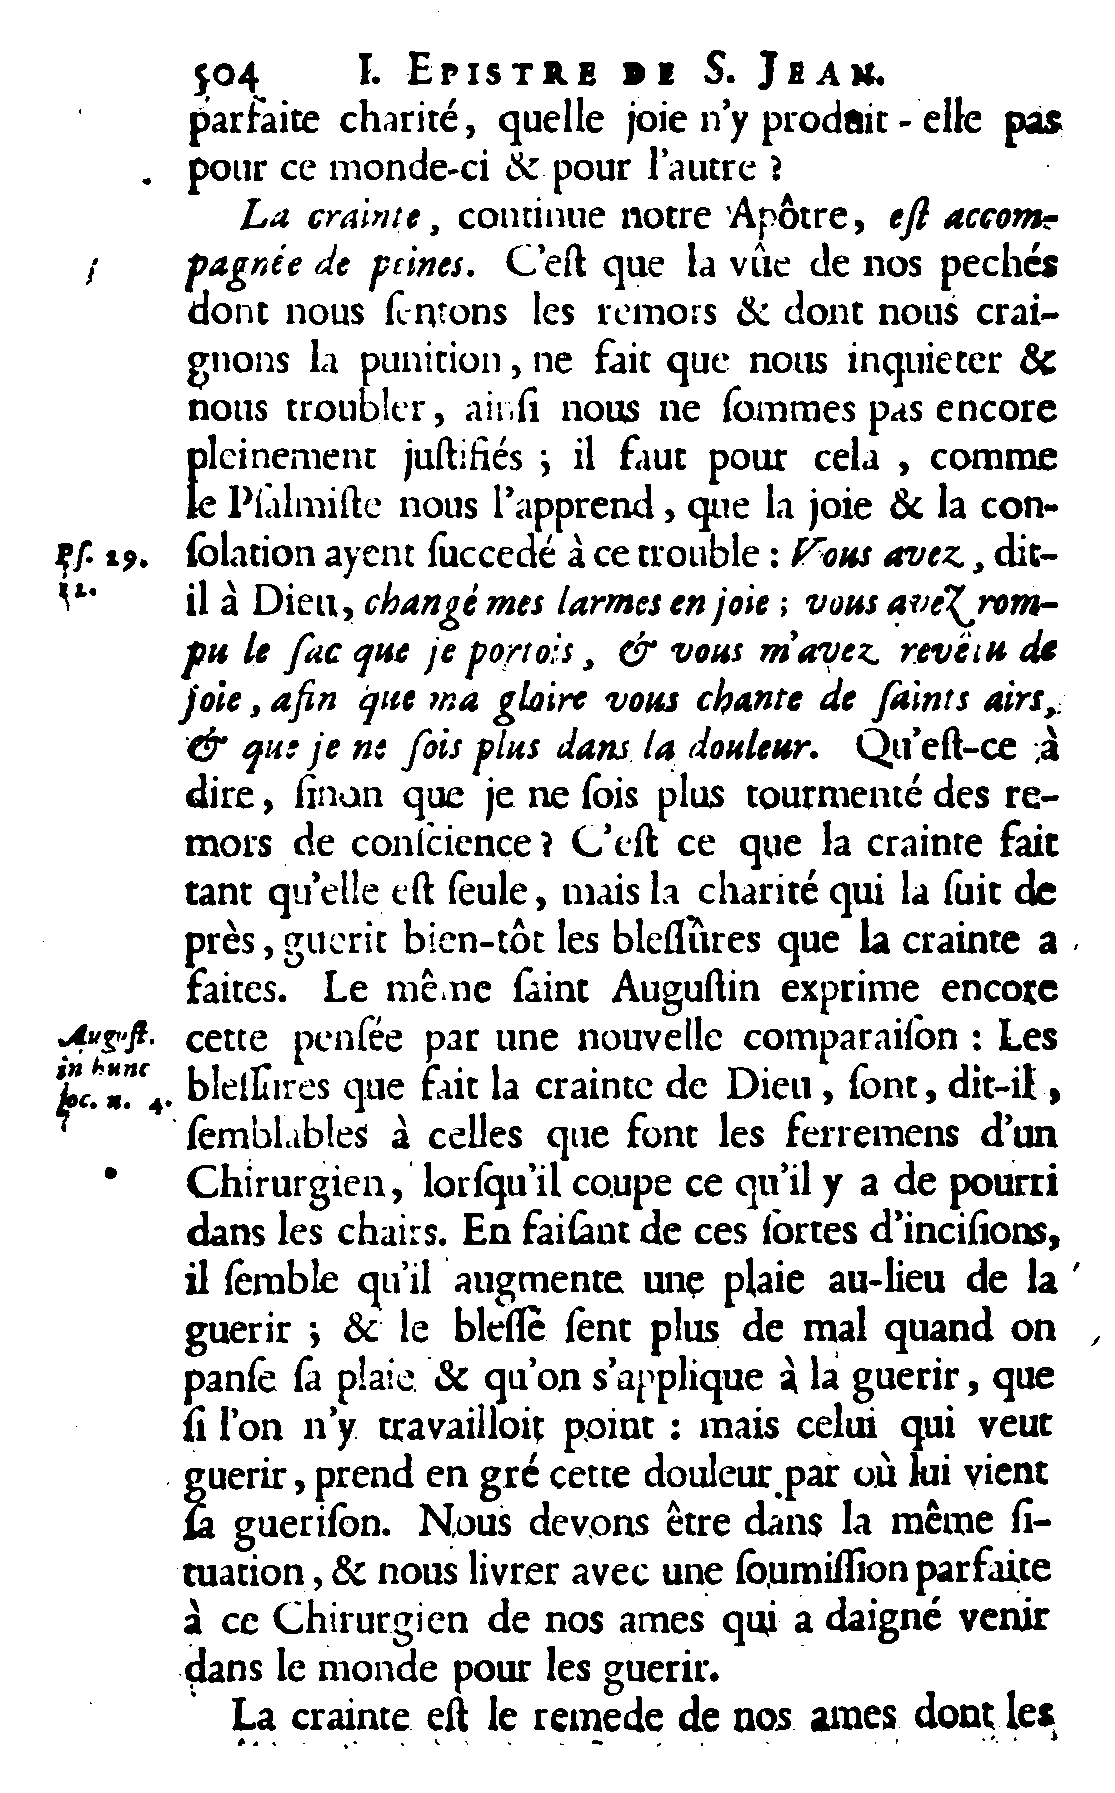 504 I. EPISTRE DE S. JEAN.
parfaite charité, quelle joie n'y produit-elle pas
pour ce monde-ci & pour l'autre ?
La crainte, continue notre Apôtre, eſt accom-
pagnée de peines. C'eſt que la vûe de nos pechés
dont nous ſentons les remors & dont nous crai-
gnons la punition, ne fait que nous inquieter &
nous troubler, ainſi nous ne ſommes pas encore
pleinement juſtifiés ; il faut pour cela, comme
le Pſalmiſte nous l'apprend, que la joie & la con-
Pſ. 29. ſolation ayent ſuccedé à ce trouble : Vous avez, dit-
12. il à Dieu, changé mes larmes en joie ; vous avez rom-
pu le ſac que je portois, & vous m'avez revêtu de
joie, afin que ma gloire vous chante de ſaints airs,
& que je ne ſois plus dans la douleur. Qu'eſt-ce à
dire, ſinon que je ne ſois plus tourmenté des re-
mors de conſcience ? C'eſt ce que la crainte fait
tant qu'elle eſt ſeule, mais la charité qui la ſuit de
près, guerit bien-tôt les bleſſûres que la crainte a
faites. Le même ſaint Auguſtin exprime encore
Auguſt. cette penſée par une nouvelle comparaiſon : Les
in hunc bleſſures que fait la crainte de Dieu, ſont, dit-il,
loc. n. 4. ſemblables à celles que font les ferremens d'un
Chirurgien, lorſqu'il coupe ce qu'il y a de pourri
dans les chairs. En faiſant de ces ſortes d'inciſions,
il ſemble qu'il augmente une plaie au-lieu de la
guerir ; & le bleſſé ſent plus de mal quand on
panſe ſa plaie & qu'on s'applique à la guerir, que
ſi l'on n'y travailloit point : mais celui qui veut
guerir, prend en gré cette douleur par où lui vient
ſa gueriſon. Nous devons être dans la même ſi-
tuation, & nous livrer avec une ſoumiſſion parfaite
à ce Chirurgien de nos ames qui a daigné venir
dans le monde pour les guerir.
La crainte eſt le remede de nos ames dont les